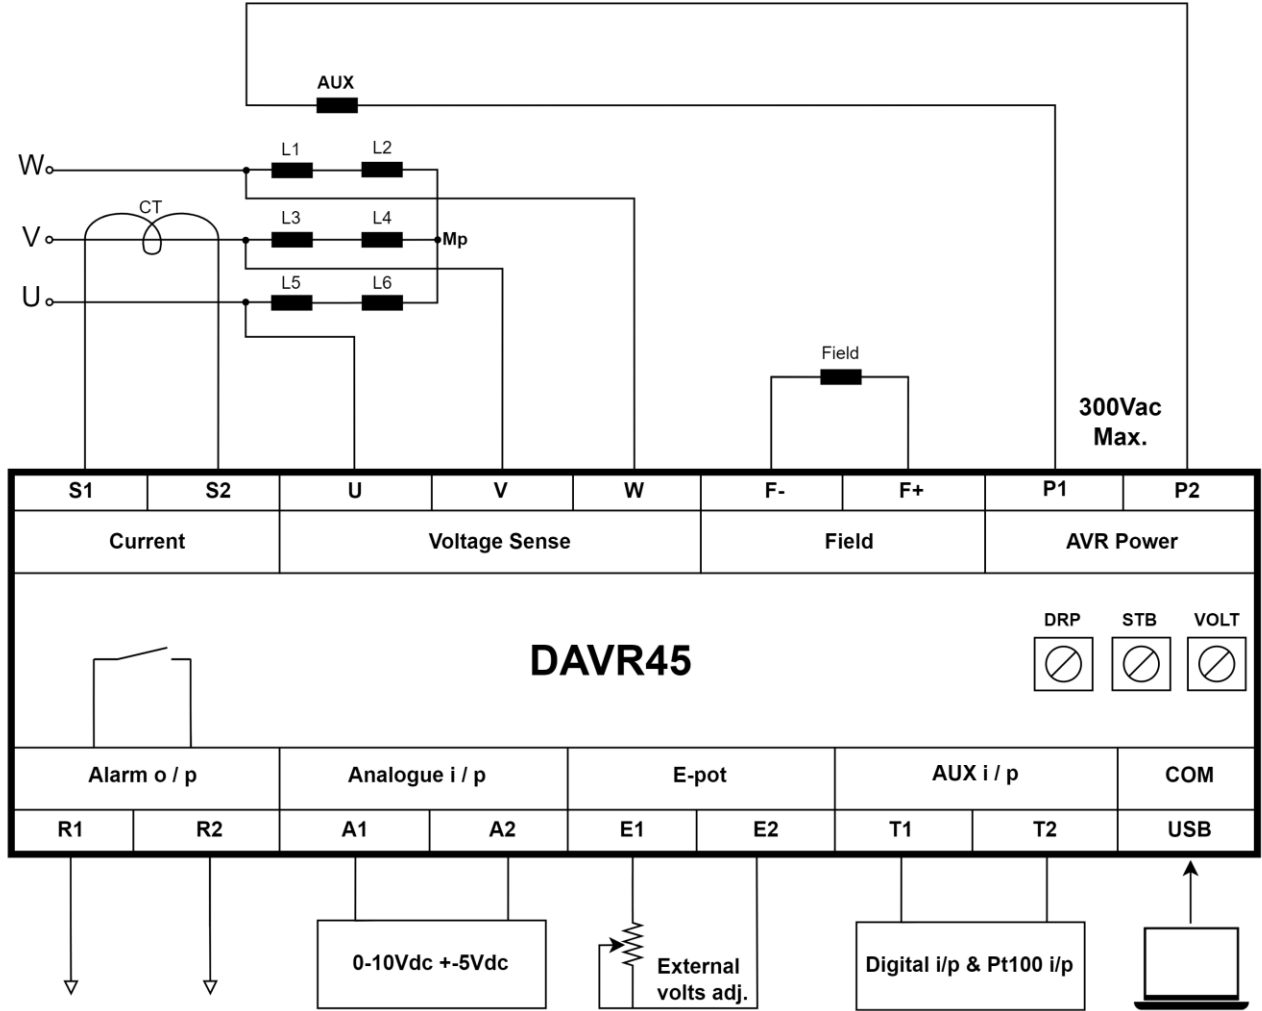 AUX
W
L1
L2
CT
V
L3
L4
Mp
U
L5
L6
Field
300Vac
Max.
S1
S2
U
V
W
F-
F+
P1
P2
Current
Voltage Sense
Field
AVR Power
DRP
STB
VOLT
DAVR45
Alarm o / p
Analogue i / p
E-pot
AUX i / p
COM
R1
R2
A1
A2
E1
E2
T1
T2
USB
0-10Vdc +-5Vdc
External
volts adj.
Digital i/p & Pt100 i/p